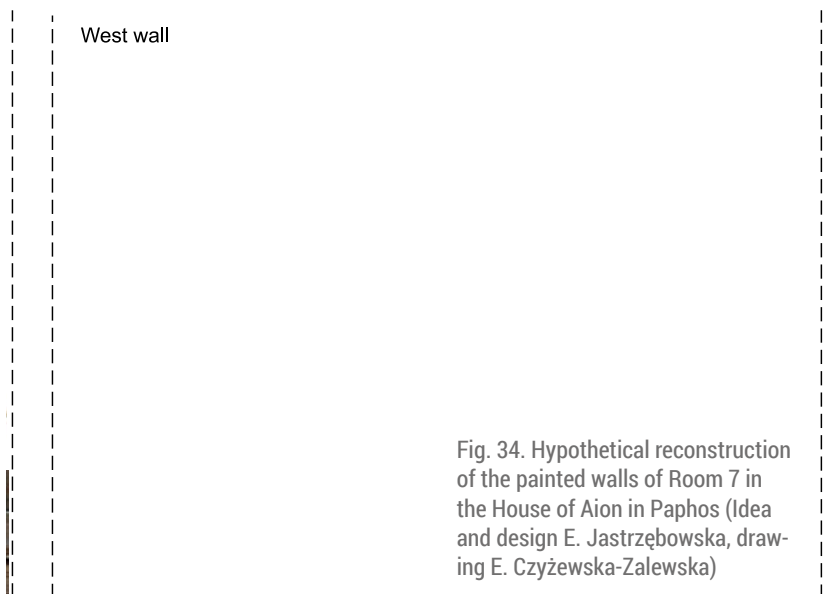 West wall
Fig. 34. Hypothetical reconstruction
of the painted walls of Room 7 in
the House of Aion in Paphos (Idea
and design E. Jastrzębowska, draw-
ing E. Czyżewska-Zalewska)